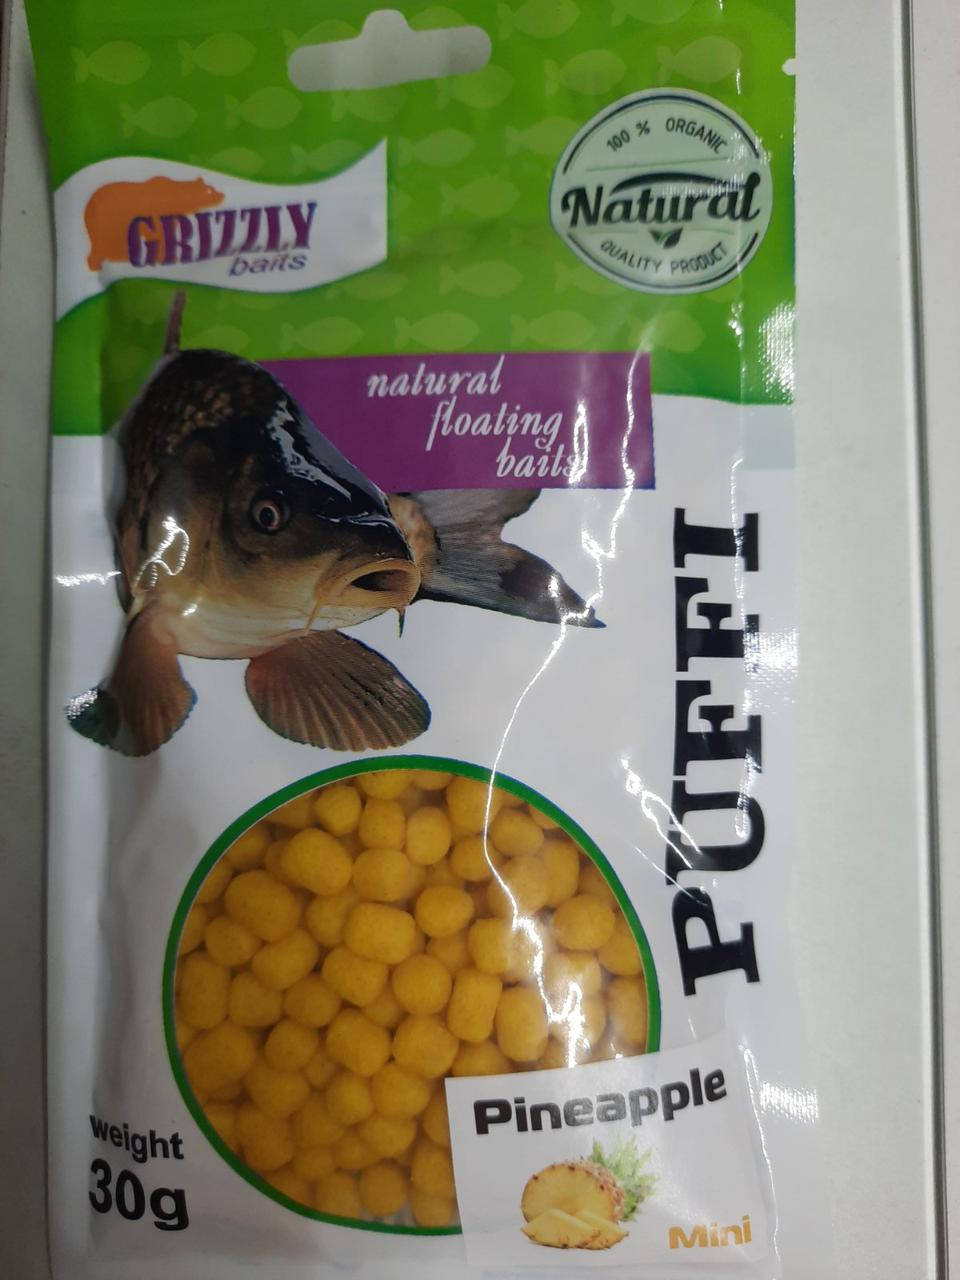 100 % ORGANIC
Natural
QUALITY PRODUCT
GRIZZLY
baits
natural
floating
baits
PUFFI
Pineapple
Mini
weight
30g